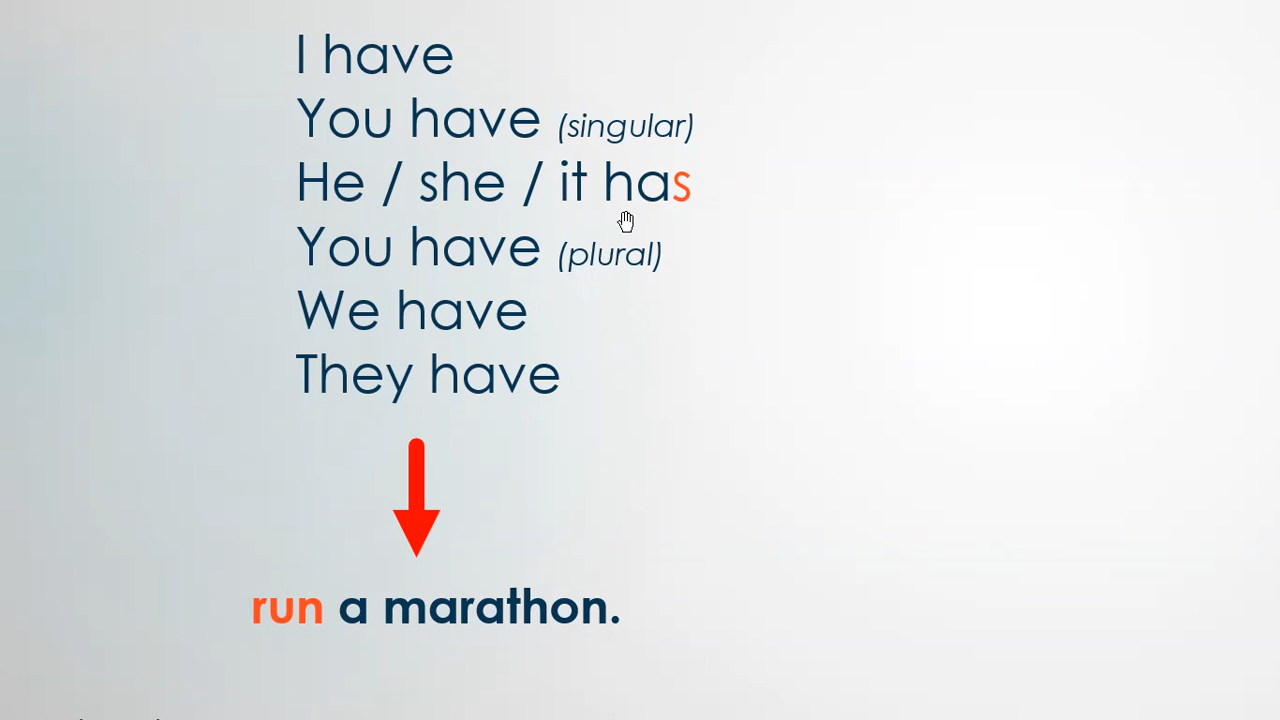 I have
You have (singular)
He / she / it has
You have (plural)
We have
They have
run a marathon.